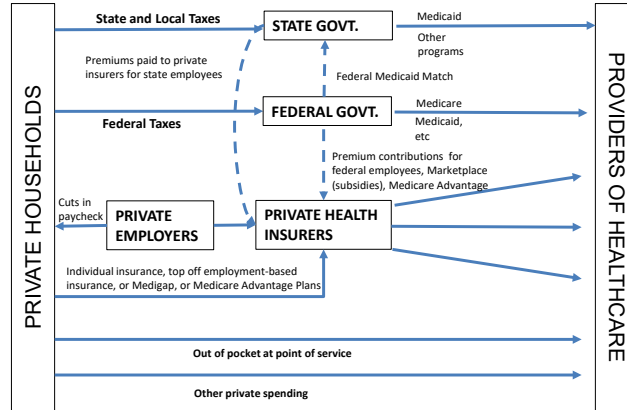 State and Local Taxes
STATE GOVT.
Medicaid
Other
programs
Premiums paid to private
insurers for state employees
Federal Medicaid Match
FEDERAL GOVT.
Medicare
Medicaid,
etc
Federal Taxes
Premium contributions for
federal employees, Marketplace
(subsidies), Medicare Advantage
Cuts in
paycheck
PRIVATE
EMPLOYERS
PRIVATE HEALTH
INSURERS
Individual insurance, top off employment-based
insurance, or Medigap, or Medicare Advantage Plans
Out of pocket at point of service
Other private spending
PRIVATE HOUSEHOLDS
PROVIDERS OF HEALTHCARE